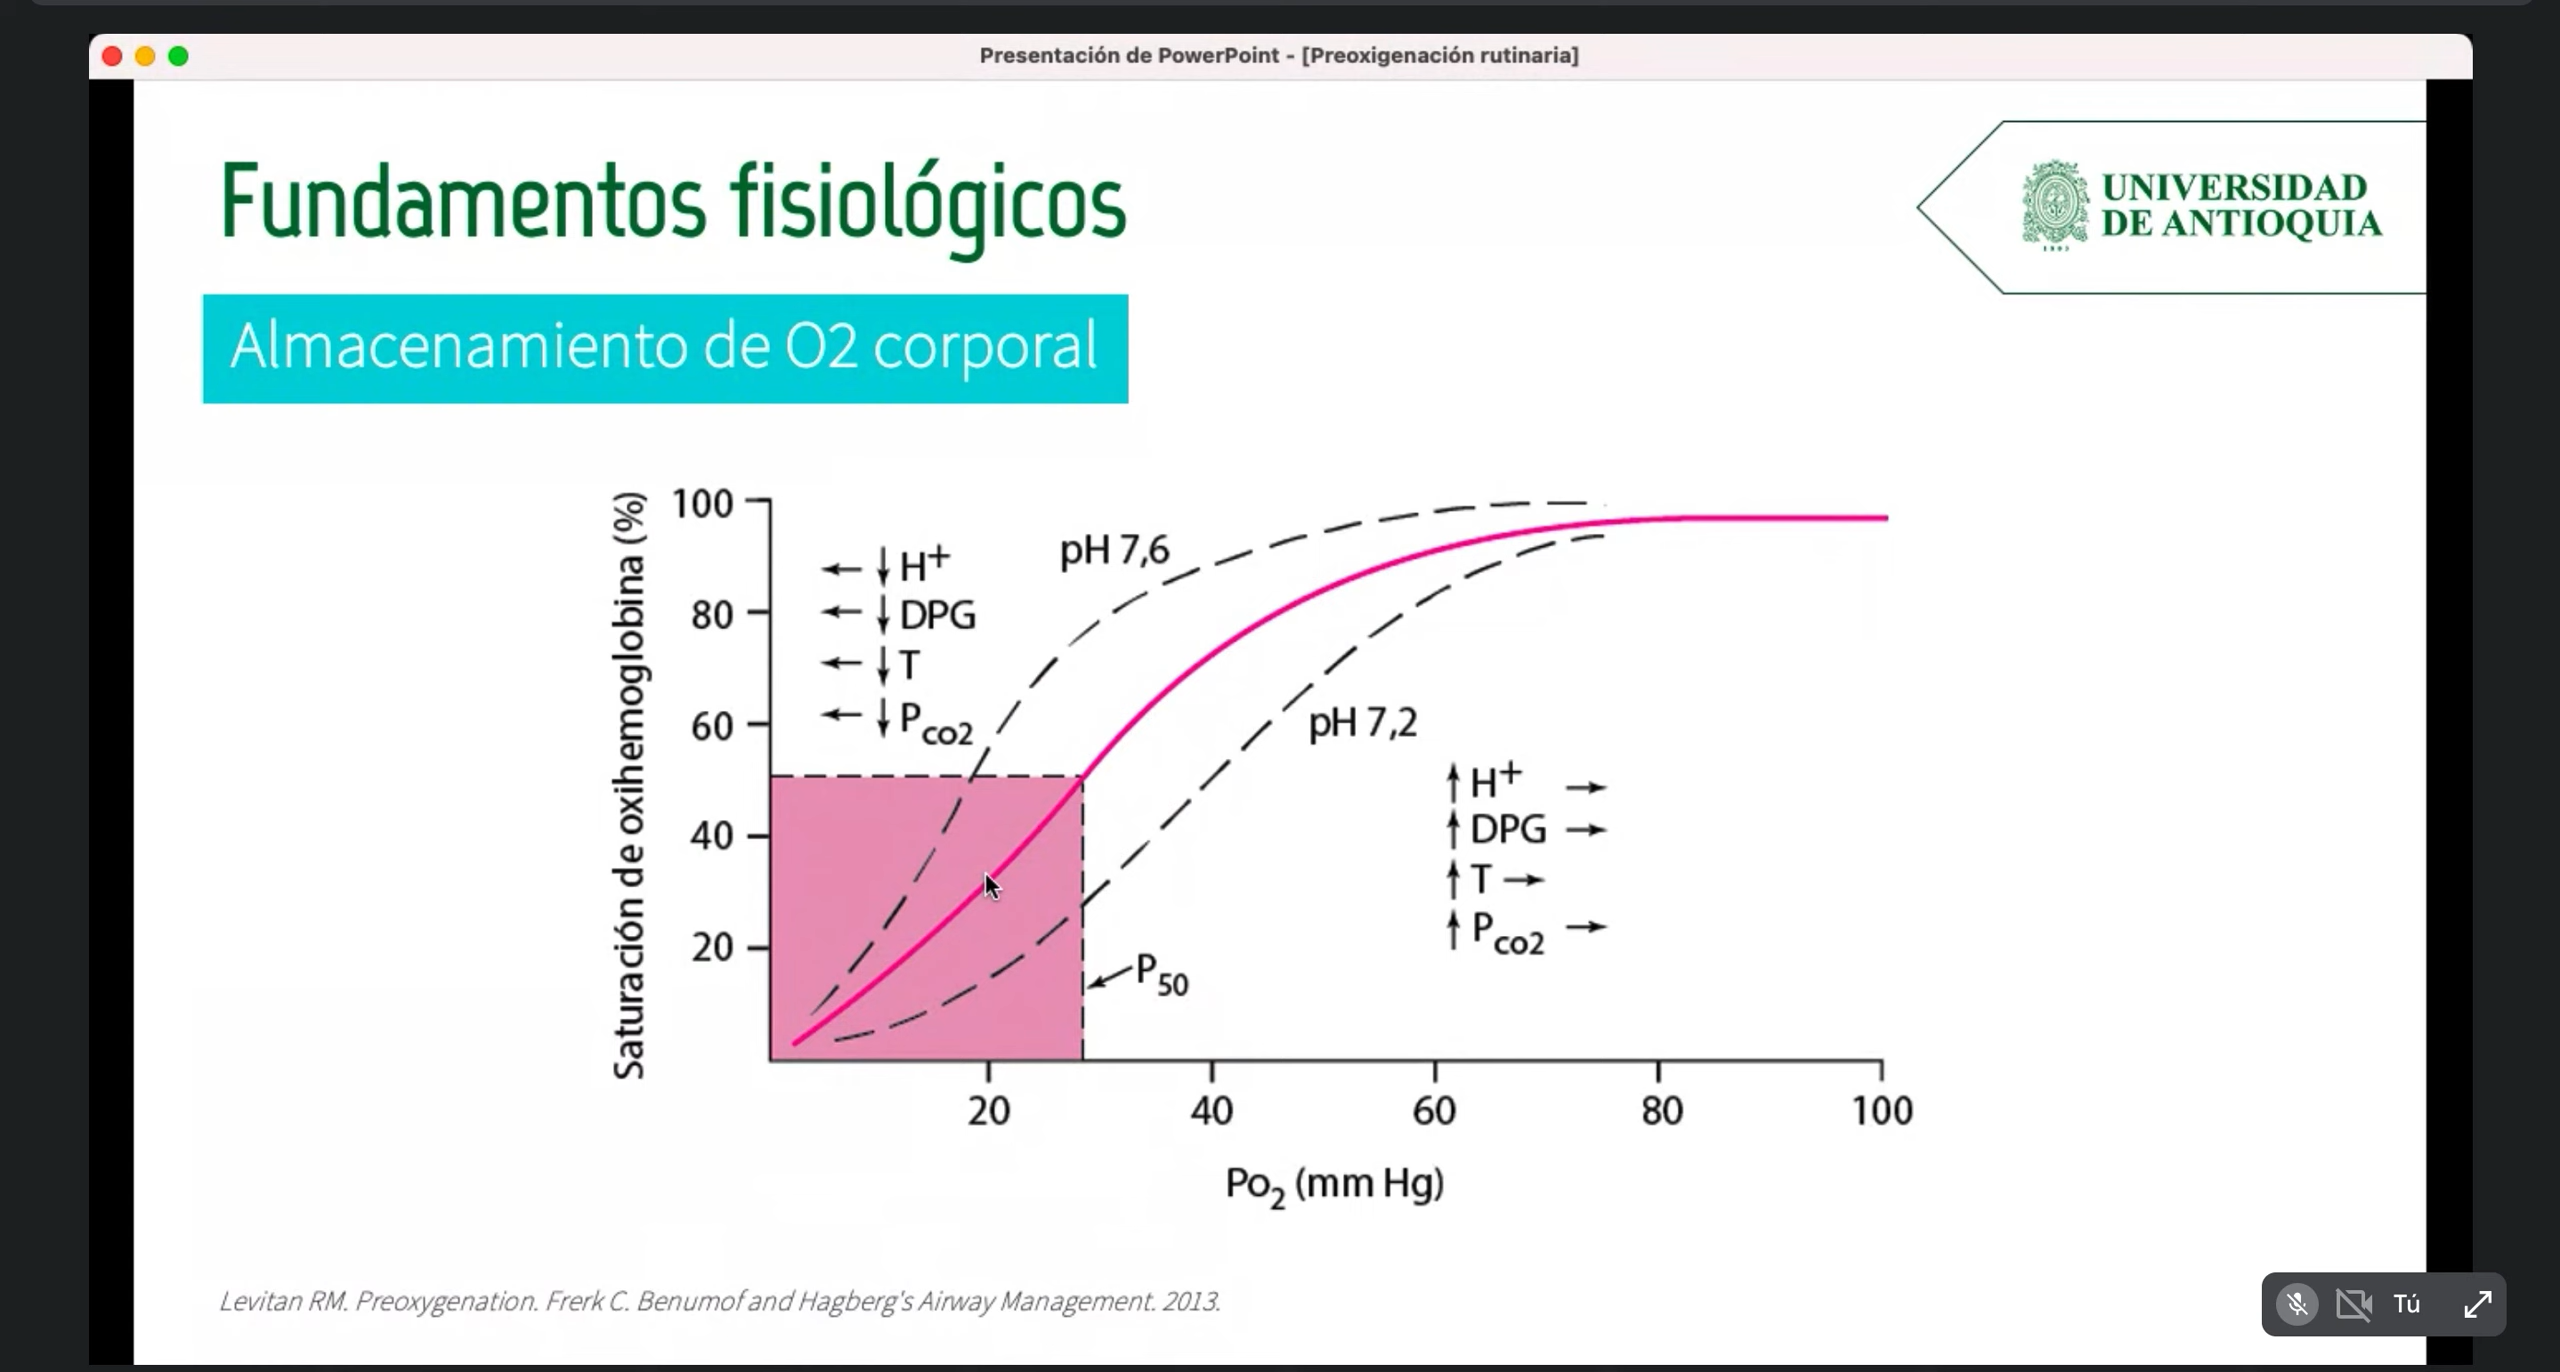 Presentación de PowerPoint - [Preoxigenación rutinaria]
Fundamentos fisiológicos
UNIVERSIDAD
DE ANTIOQUIA
1803
Almacenamiento de O2 corporal
Saturación de oxihemoglobina (%)
100
80
60
40
20
← ↓ H+
← ↓ DPG
← ↓ T
← ↓ Pco2
pH 7,6
pH 7,2
↑ H+ →
↑ DPG →
↑ T →
↑ Pco2 →
P50
20 40 60 80 100
Po2 (mm Hg)
Levitan RM. Preoxygenation. Frerk C. Benumof and Hagberg's Airway Management. 2013.
Tú